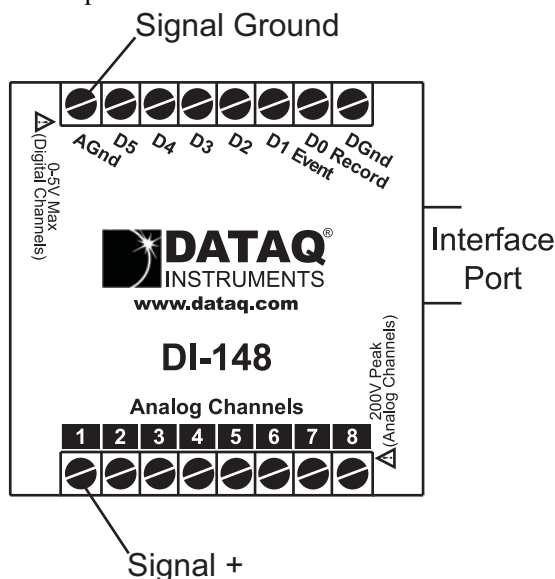 Signal Ground
AGnd D5 D4 D3 D2 D1 Event D0 Record DGnd
0-5V Max
(Digital Channels)
DATAQ®
INSTRUMENTS
www.dataq.com
Interface
Port
DI-148
200V Peak
(Analog Channels)
Analog Channels
1 2 3 4 5 6 7 8
Signal +